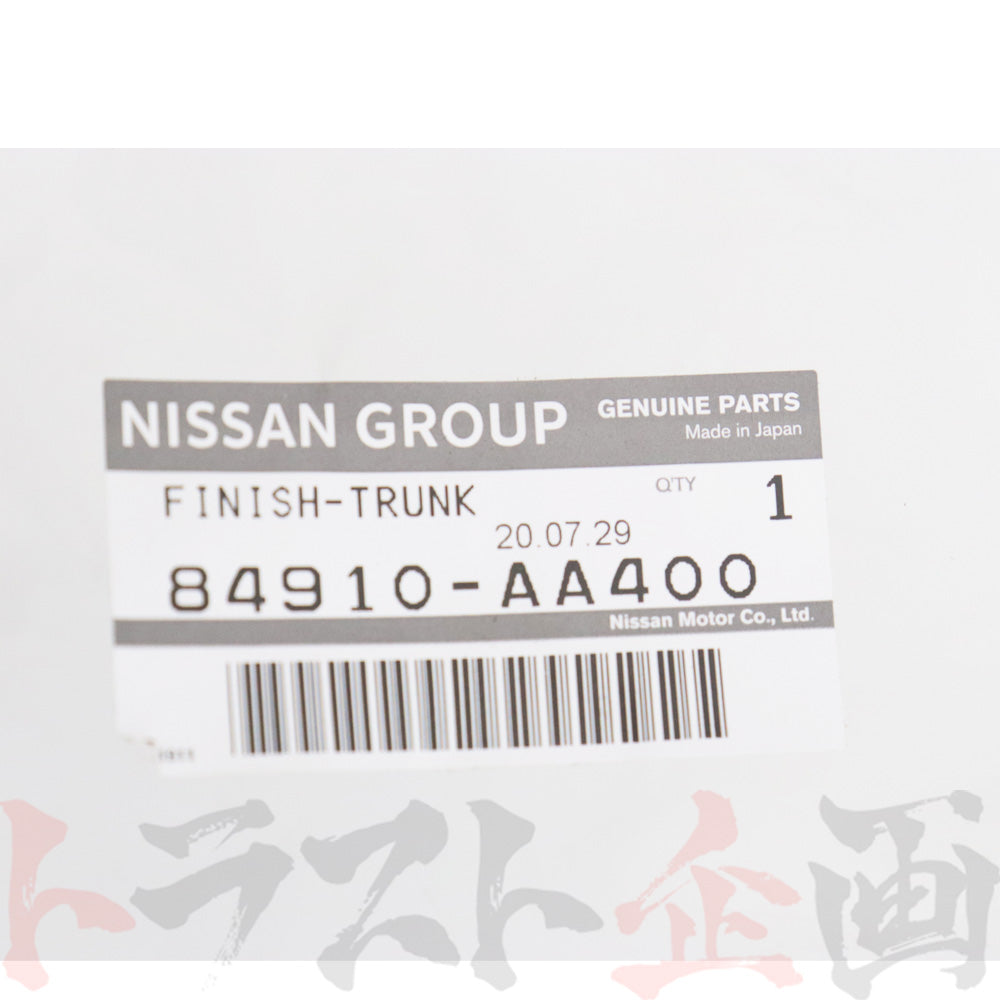 NISSAN GROUP GENUINE PARTS
Made in Japan
FINISH-TRUNK Q'TY 1
20.07.29
84910-AA400
Nissan Motor Co., Ltd.
トラスト企画